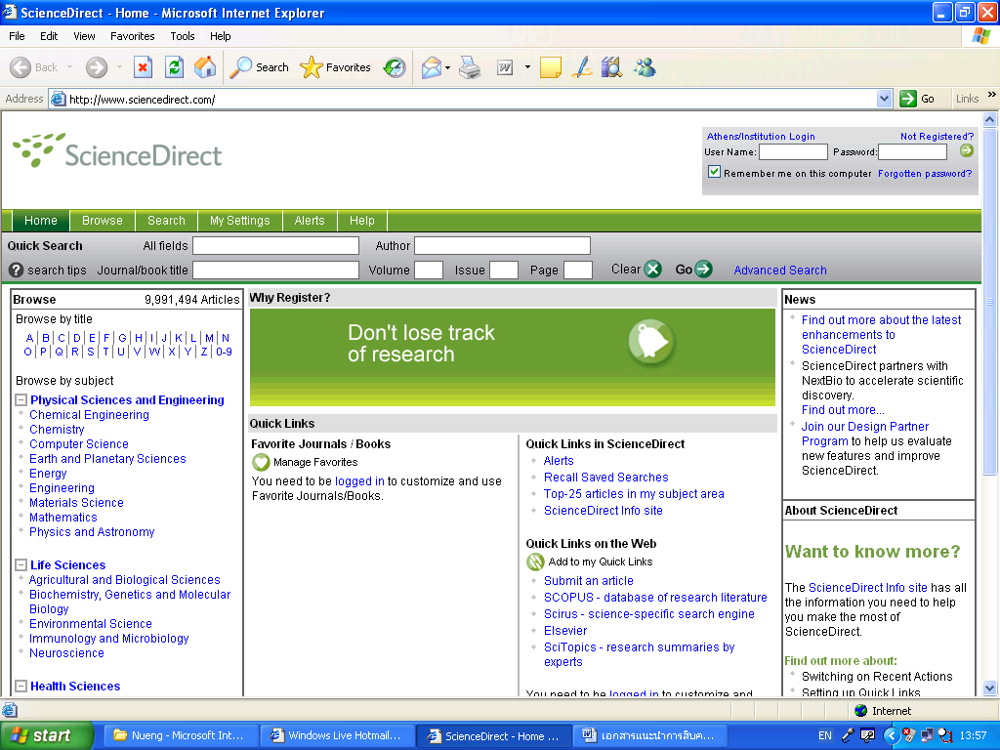 ScienceDirect - Home - Microsoft Internet Explorer
File Edit View Favorites Tools Help
Back Search Favorites
Address http://www.sciencedirect.com/ Go Links »
ScienceDirect
Athens/Institution Login Not Registered?
User Name: Password:
Remember me on this computer Forgotten password?
Home Browse Search My Settings Alerts Help
Quick Search All fields Author
? search tips Journal/book title Volume Issue Page Clear Go Advanced Search
Browse 9,991,494 Articles
Browse by title
A| B| C| D| E| F| G| H| I| J| K| L| M| N
O| P| Q| R| S| T| U| V| W| X| Y| Z| 0-9
Browse by subject
Physical Sciences and Engineering
Chemical Engineering
Chemistry
Computer Science
Earth and Planetary Sciences
Energy
Engineering
Materials Science
Mathematics
Physics and Astronomy
Life Sciences
Agricultural and Biological Sciences
Biochemistry, Genetics and Molecular
Biology
Environmental Science
Immunology and Microbiology
Neuroscience
Health Sciences
Why Register?
Don't lose track
of research
Quick Links
Favorite Journals / Books
Manage Favorites
You need to be logged in to customize and use
Favorite Journals/Books.
Quick Links in ScienceDirect
Alerts
Recall Saved Searches
Top-25 articles in my subject area
ScienceDirect Info site
Quick Links on the Web
Add to my Quick Links
Submit an article
SCOPUS - database of research literature
Scirus - science-specific search engine
Elsevier
SciTopics - research summaries by
experts
You need to be logged in to customize and
News
Find out more about the latest
enhancements to
ScienceDirect
ScienceDirect partners with
NextBio to accelerate scientific
discovery.
Find out more...
Join our Design Partner
Program to help us evaluate
new features and improve
ScienceDirect.
About ScienceDirect
Want to know more?
The ScienceDirect Info site has all
the information you need to help
you make the most of
ScienceDirect.
Find out more about:
Switching on Recent Actions
Setting up Quick Links
Internet
start Nueng - Microsoft Int... Windows Live Hotmail... ScienceDirect - Home ... เอกสารแนะนำการสืบค... EN 13:57